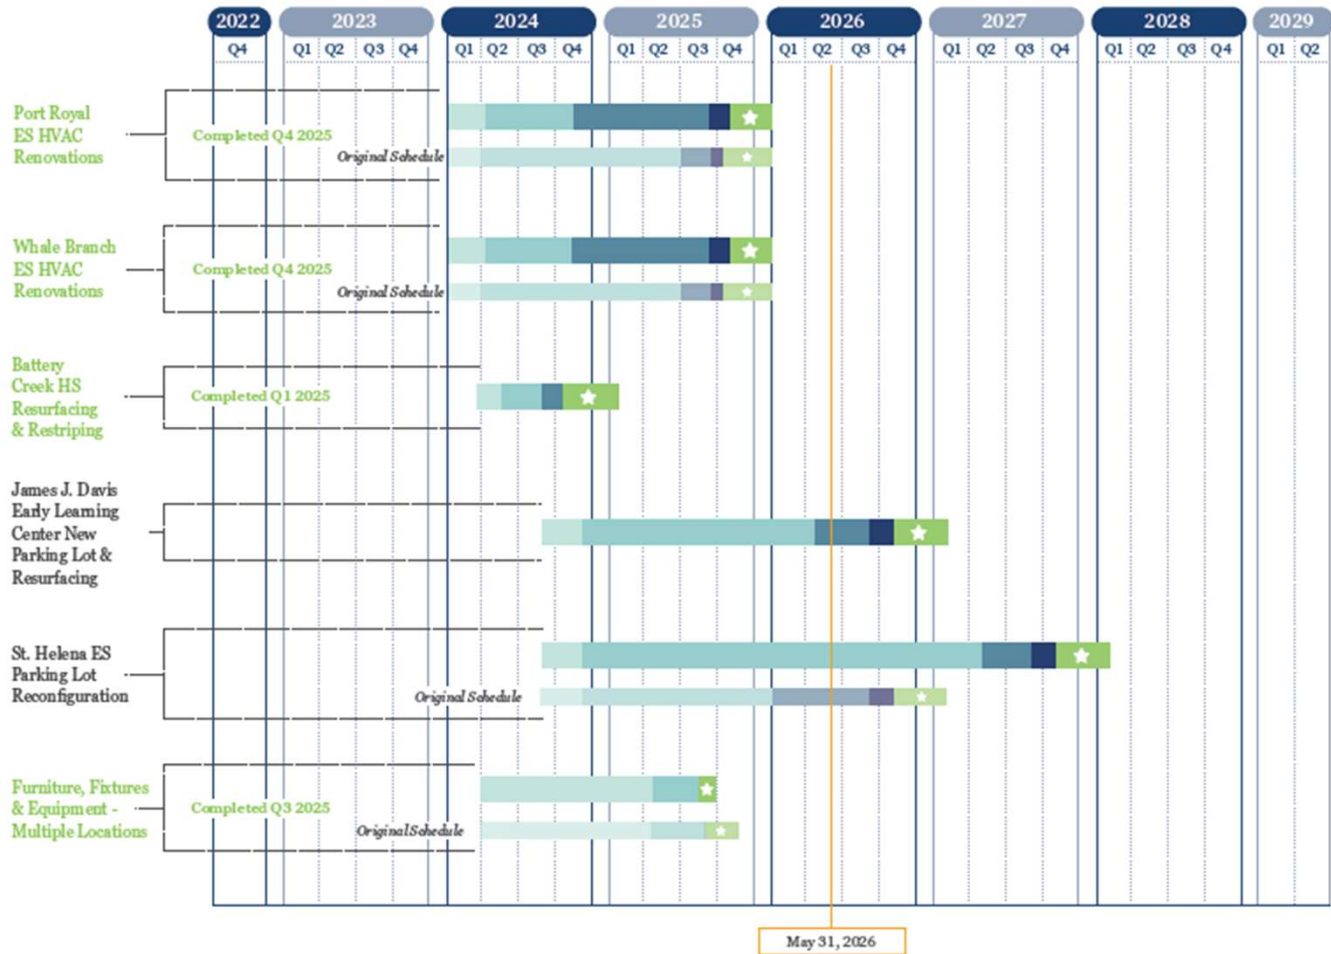 2022 2023 2024 2025 2026 2027 2028 2029
Q4 Q1 Q2 Q3 Q4 Q1 Q2 Q3 Q4 Q1 Q2 Q3 Q4 Q1 Q2 Q3 Q4 Q1 Q2 Q3 Q4 Q1 Q2 Q3 Q4 Q1 Q2
Port Royal
ES HVAC
Renovations
Completed Q4 2025
Original Schedule
Whale Branch
ES HVAC
Renovations
Completed Q4 2025
Original Schedule
Battery
Creek HS
Resurfacing
& Restriping
Completed Q1 2025
James J. Davis
Early Learning
Center New
Parking Lot &
Resurfacing
St. Helena ES
Parking Lot
Reconfiguration
Original Schedule
Furniture, Fixtures
& Equipment -
Multiple Locations
Completed Q3 2025
Original Schedule
May 31, 2026